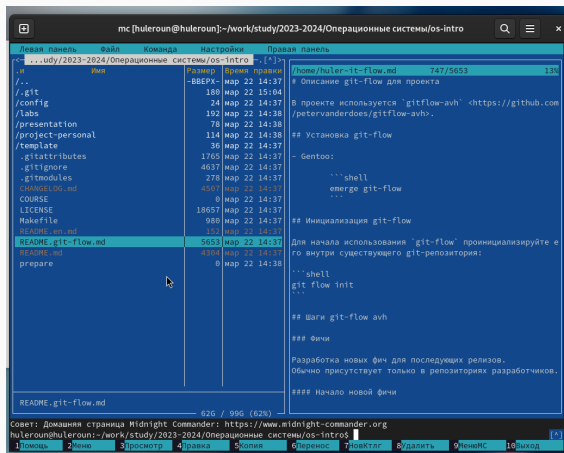 mc [huleroun@huleroun]:~/work/study/2023-2024/Операционные системы/os-intro
Левая панель Файл Команда Настройки Правая панель
<— ...udy/2023-2024/Операционные системы/os-intro —.[^]>
.и Имя Размер Время правки
/.. -ВВЕРХ- мар 22 14:37
/.git 180 мар 22 15:04
/config 24 мар 22 14:37
/labs 192 мар 22 14:38
/presentation 78 мар 22 14:38
/project-personal 114 мар 22 14:38
/template 36 мар 22 14:37
.gitattributes 1765 мар 22 14:37
.gitignore 4637 мар 22 14:37
.gitmodules 278 мар 22 14:37
CHANGELOG.md 4507 мар 22 14:37
COURSE 0 мар 22 14:38
LICENSE 18657 мар 22 14:37
Makefile 980 мар 22 14:37
README.en.md 152 мар 22 14:37
README.git-flow.md 5653 мар 22 14:37
README.md 4304 мар 22 14:37
prepare 0 мар 22 14:38
README.git-flow.md
62G / 99G (62%)
/home/huler~it-flow.md 747/5653 13%
# Описание git-flow для проекта
В проекте используется `gitflow-avh` <https://github.com
/petervanderdoes/gitflow-avh>.
## Установка git-flow
- Gentoo:
```shell
emerge git-flow
```
## Инициализация git-flow
Для начала использования `git-flow` проинициализируйте е
го внутри существующего git-репозитория:
```shell
git flow init
```
## Шаги git-flow avh
### Фичи
Разработка новых фич для последующих релизов.
Обычно присутствует только в репозиториях разработчиков.
#### Начало новой фичи
Совет: Домашняя страница Midnight Commander: https://www.midnight-commander.org
huleroun@huleroun:~/work/study/2023-2024/Операционные системы/os-intro$ [^]
1Помощь 2Меню 3Просмотр 4Правка 5Копия 6Перенос 7НовКтлг 8Удалить 9МенюМС 10Выход